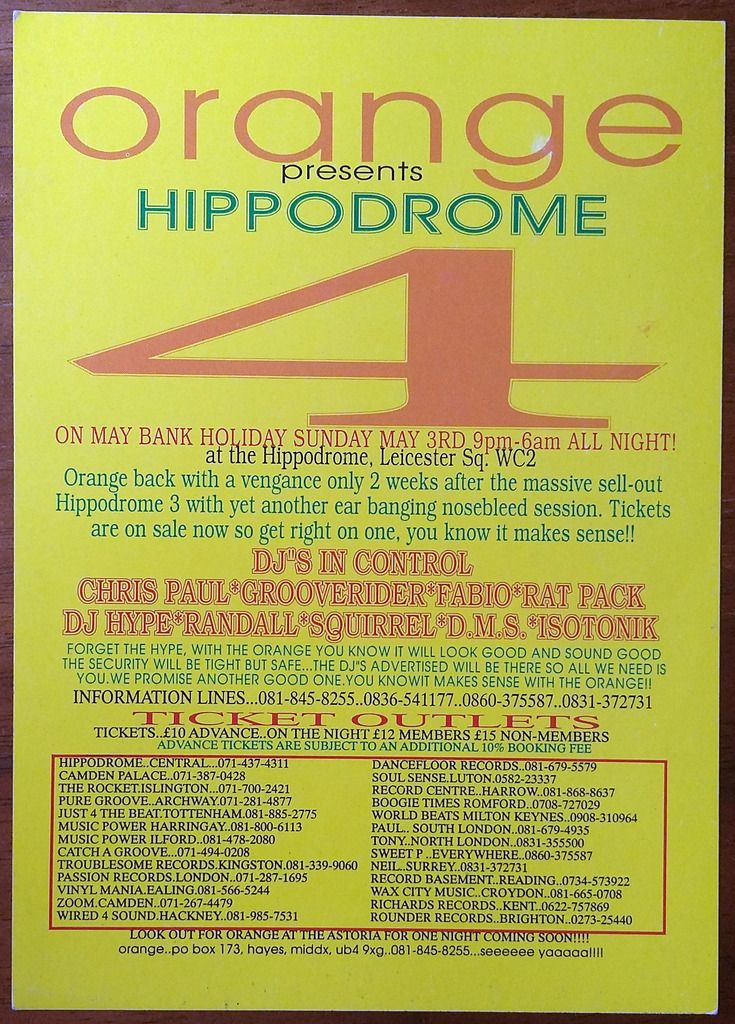 orange
presents
HIPPODROME
4
ON MAY BANK HOLIDAY SUNDAY MAY 3RD 9pm-6am ALL NIGHT!
at the Hippodrome, Leicester Sq. WC2
Orange back with a vengance only 2 weeks after the massive sell-out
Hippodrome 3 with yet another ear banging nosebleed session. Tickets
are on sale now so get right on one, you know it makes sense!!
DJ"S IN CONTROL
CHRIS PAUL*GROOVERIDER*FABIO*RAT PACK
DJ HYPE*RANDALL*SQUIRREL*D.M.S.*ISOTONIK
FORGET THE HYPE, WITH THE ORANGE YOU KNOW IT WILL LOOK GOOD AND SOUND GOOD
THE SECURITY WILL BE TIGHT BUT SAFE...THE DJ"S ADVERTISED WILL BE THERE SO ALL WE NEED IS
YOU.WE PROMISE ANOTHER GOOD ONE.YOU KNOWIT MAKES SENSE WITH THE ORANGE!!
INFORMATION LINES...081-845-8255..0836-541177..0860-375587..0831-372731
TICKET OUTLETS
TICKETS..£10 ADVANCE..ON THE NIGHT £12 MEMBERS £15 NON-MEMBERS
ADVANCE TICKETS ARE SUBJECT TO AN ADDITIONAL 10% BOOKING FEE
HIPPODROME..CENTRAL...071-437-4311
CAMDEN PALACE..071-387-0428
THE ROCKET.ISLINGTON...071-700-2421
PURE GROOVE..ARCHWAY.071-281-4877
JUST 4 THE BEAT.TOTTENHAM.081-885-2775
MUSIC POWER HARRINGAY..081-800-6113
MUSIC POWER ILFORD..081-478-2080
CATCH A GROOVE...071-494-0208
TROUBLESOME RECORDS.KINGSTON.081-339-9060
PASSION RECORDS.LONDON..071-287-1695
VINYL MANIA.EALING.081-566-5244
ZOOM.CAMDEN..071-267-4479
WIRED 4 SOUND.HACKNEY..081-985-7531
DANCEFLOOR RECORDS..081-679-5579
SOUL SENSE.LUTON.0582-23337
RECORD CENTRE..HARROW..081-868-8637
BOOGIE TIMES ROMFORD..0708-727029
WORLD BEATS MILTON KEYNES..0908-310964
PAUL.. SOUTH LONDON..081-679-4935
TONY..NORTH LONDON..0831-355500
SWEET P ..EVERYWHERE..0860-375587
NEIL..SURREY..0831-372731
RECORD BASEMENT..READING..0734-573922
WAX CITY MUSIC..CROYDON..081-665-0708
RICHARDS RECORDS..KENT..0622-757869
ROUNDER RECORDS..BRIGHTON..0273-25440
LOOK OUT FOR ORANGE AT THE ASTORIA FOR ONE NIGHT COMING SOON!!!!
orange..po box 173, hayes, middx, ub4 9xg..081-845-8255...seeeeee yaaaaa!!!!